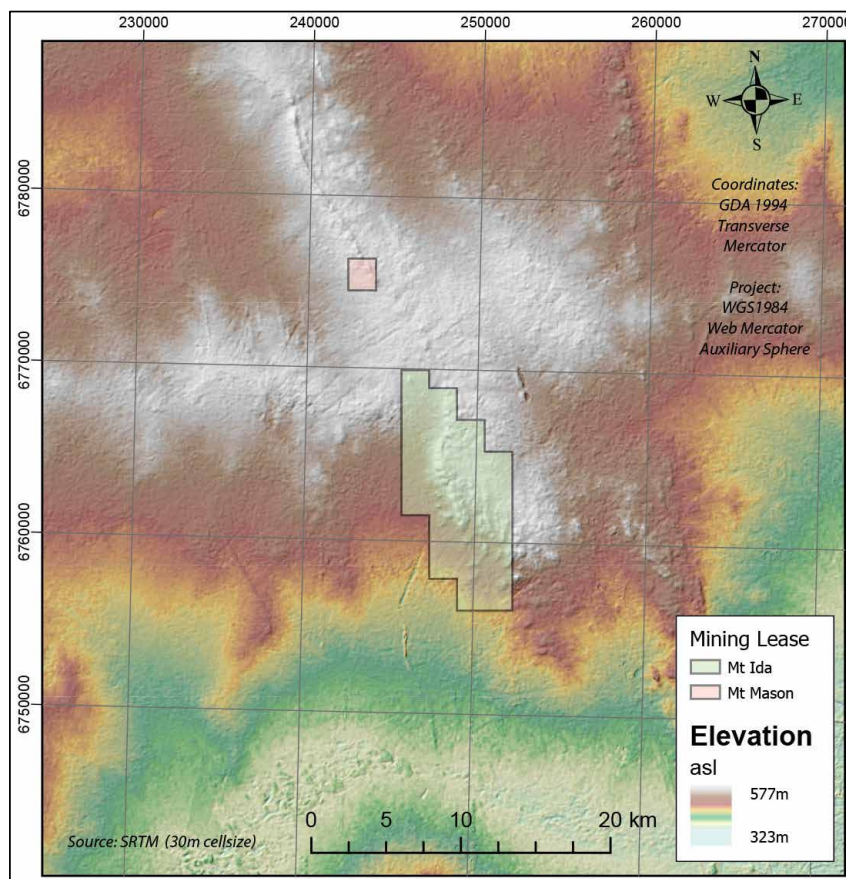 230000
240000
250000
260000
270000
N
W E
S
6780000
6770000
6760000
6750000
Coordinates:
GDA 1994
Transverse
Mercator
Project:
WGS1984
Web Mercator
Auxiliary Sphere
Mining Lease
Mt Ida
Mt Mason
Elevation
asl
577m
323m
Source: SRTM (30m cellsize)
0 5 10 20 km